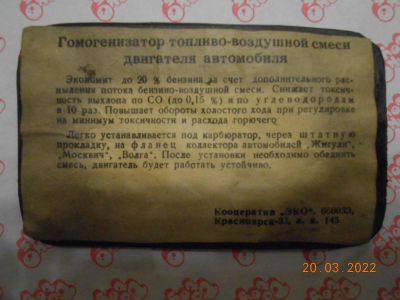 Гомогенизатор топливо-воздушной смеси
двигателя автомобиля
Экономит до 20 % бензина за счет дополнительного рас-
пыления потока бензино-воздушной смеси. Снижает токсич-
ность выхлопа по СО (до 0,15 %) и по углеводородам
в 10 раз. Повышает обороты холостого хода при регулировке
на минимум токсичности и расхода горючего
Легко устанавливается под карбюратор, через штатную
прокладку, на фланец коллектора автомобилей „Жигули",
„Москвич", „Волга". После установки необходимо обеднить
смесь, двигатель будет работать устойчиво.
Кооператив „ЭКО", 660033,
Красноярск-33, а. я. 145
20.03.2022